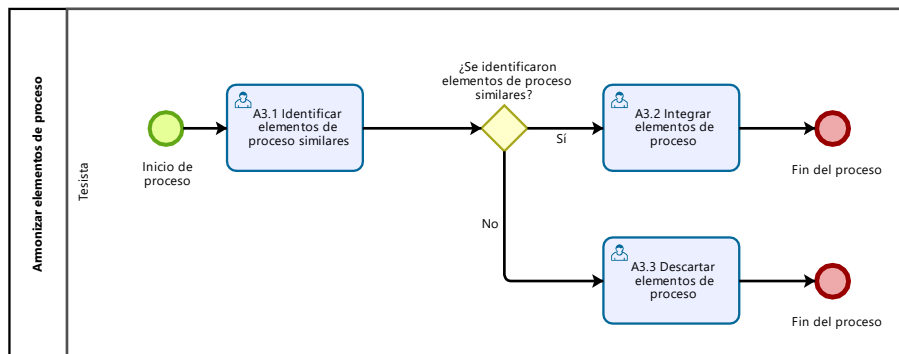 Armonizar elementos de proceso
Tesista
Inicio de
proceso
A3.1 Identificar
elementos de
proceso similares
¿Se identificaron
elementos de proceso
similares?
Sí
No
A3.2 Integrar
elementos de
proceso
Fin del proceso
A3.3 Descartar
elementos de
proceso
Fin del proceso